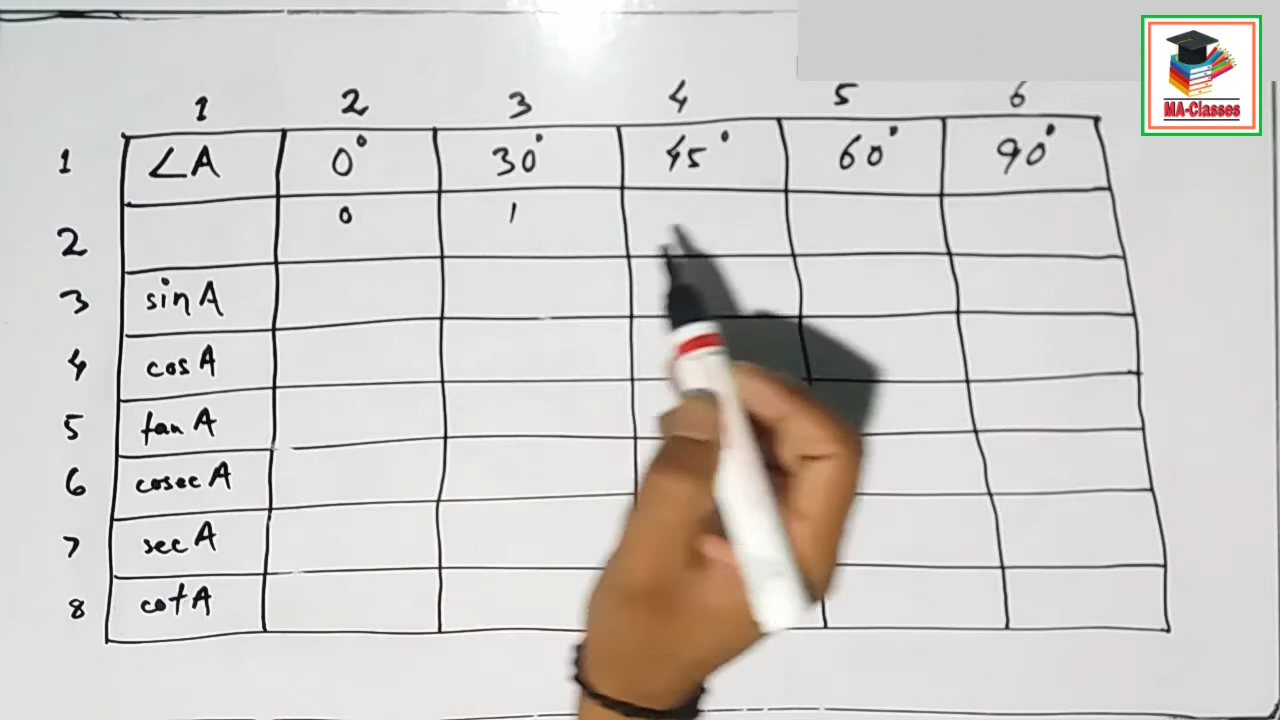 1 2 3 4 5 6
1 ∠A 0° 30° 45° 60° 90°
2 0 1
3 sin A
4 cos A
5 tan A
6 cosec A
7 sec A
8 cot A
MA-Classes